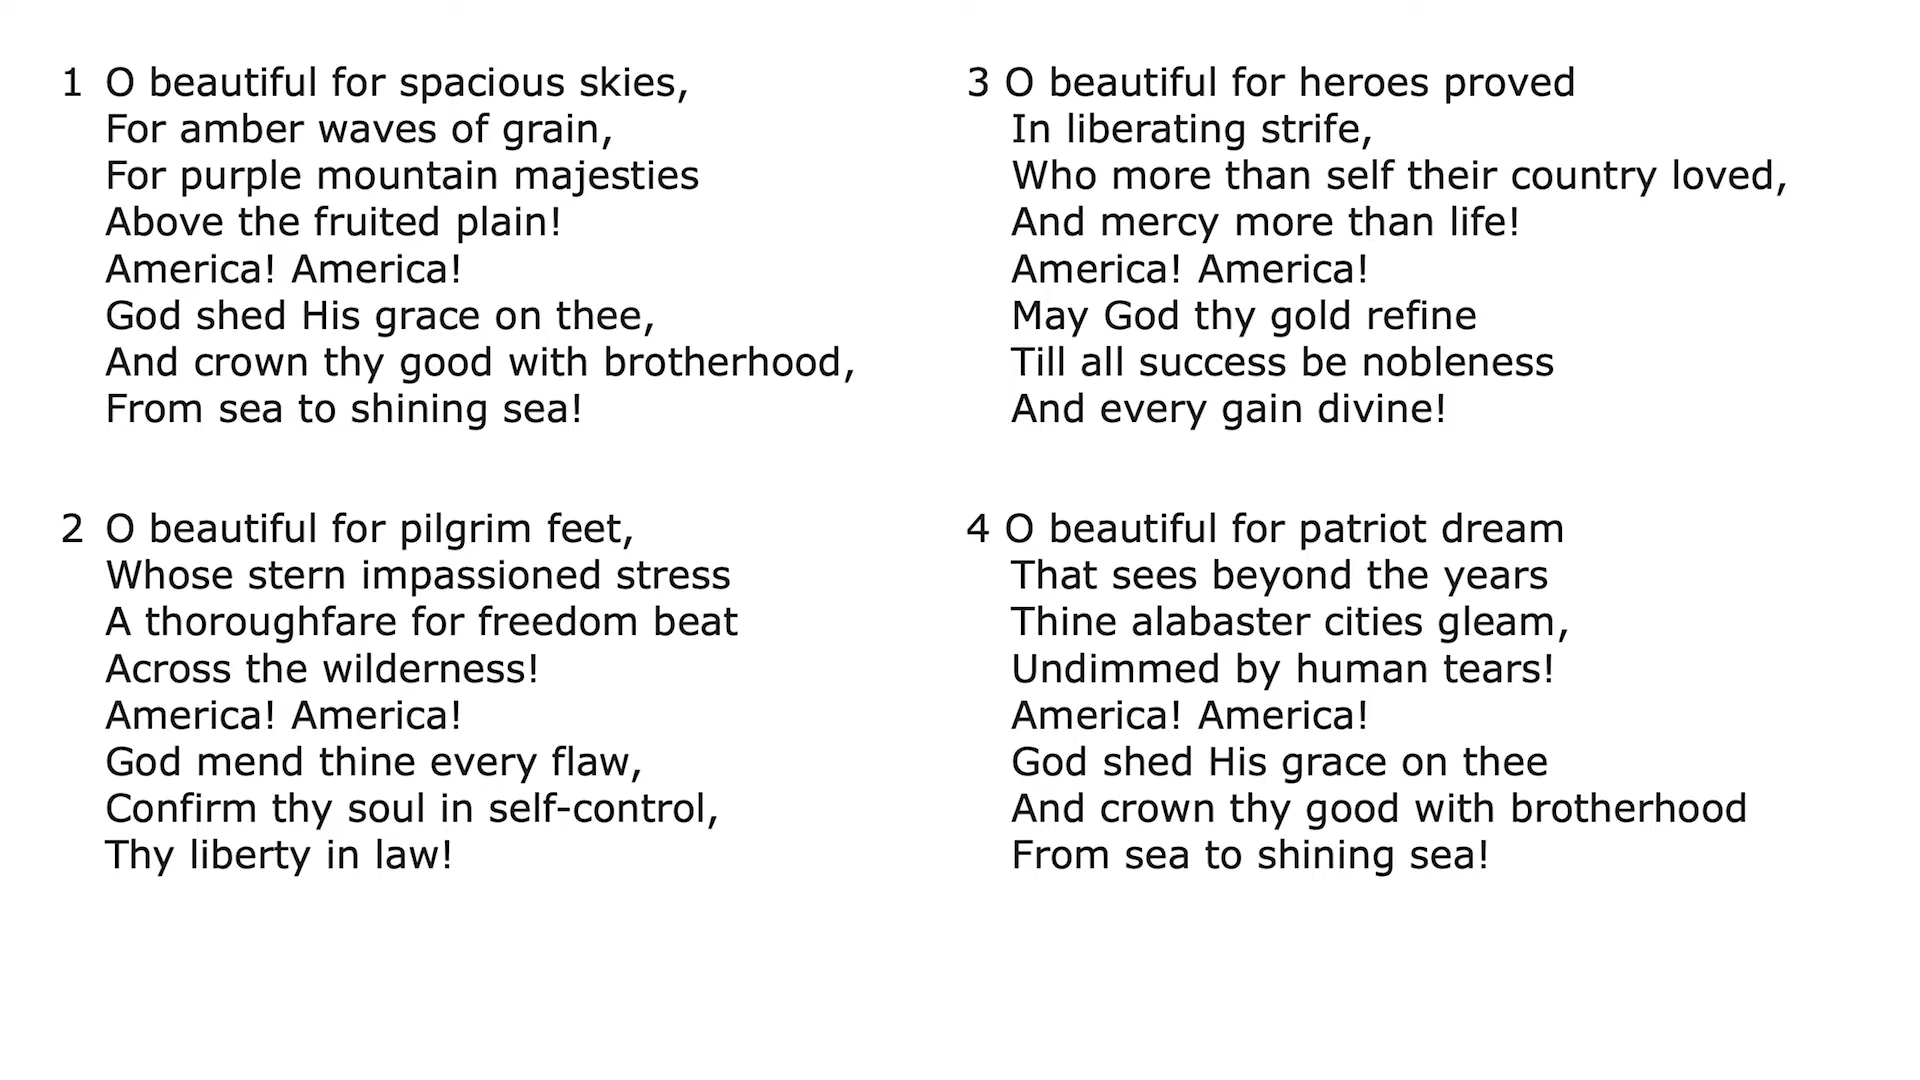 1 O beautiful for spacious skies,
For amber waves of grain,
For purple mountain majesties
Above the fruited plain!
America! America!
God shed His grace on thee,
And crown thy good with brotherhood,
From sea to shining sea!
2 O beautiful for pilgrim feet,
Whose stern impassioned stress
A thoroughfare for freedom beat
Across the wilderness!
America! America!
God mend thine every flaw,
Confirm thy soul in self-control,
Thy liberty in law!
3 O beautiful for heroes proved
In liberating strife,
Who more than self their country loved,
And mercy more than life!
America! America!
May God thy gold refine
Till all success be nobleness
And every gain divine!
4 O beautiful for patriot dream
That sees beyond the years
Thine alabaster cities gleam,
Undimmed by human tears!
America! America!
God shed His grace on thee
And crown thy good with brotherhood
From sea to shining sea!